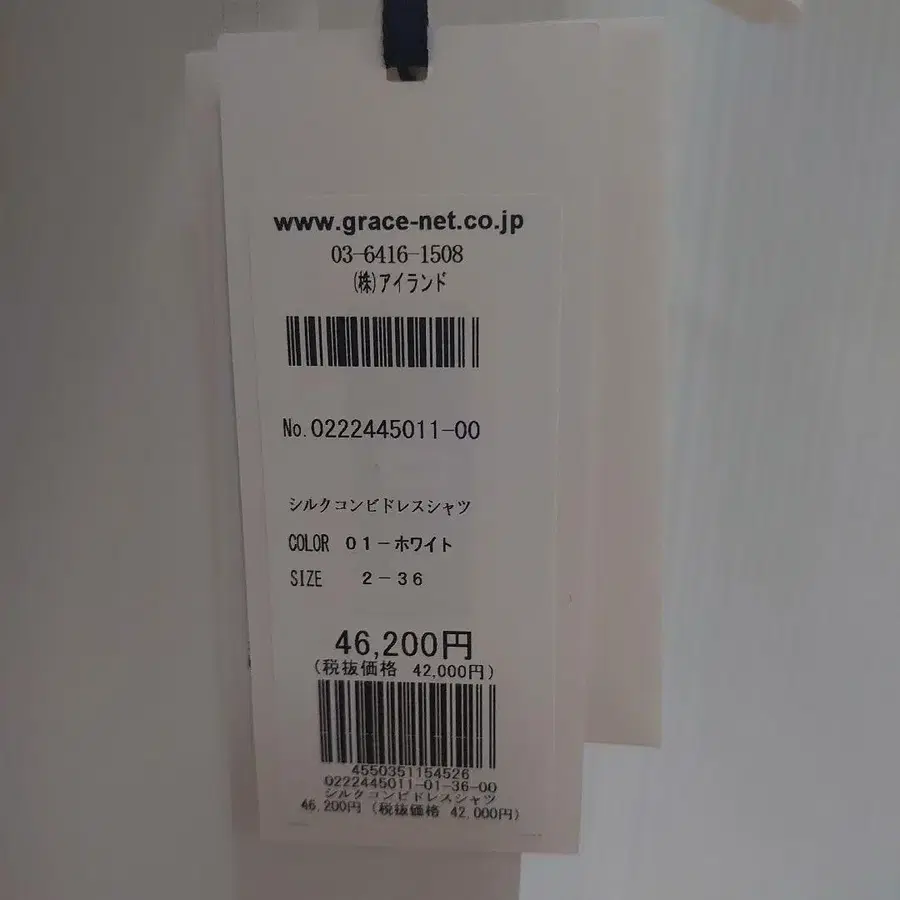 www.grace-net.co.jp
03-6416-1508
(株)アイランド
No.0222445011-00
シルクコンビドレスシャツ
COLOR 01-ホワイト
SIZE 2-36
46,200円
(税抜価格 42,000円)
4550351154526
0222445011-01-36-00
シルクコンビドレスシャツ
46,200円 (税抜価格 42,000円)